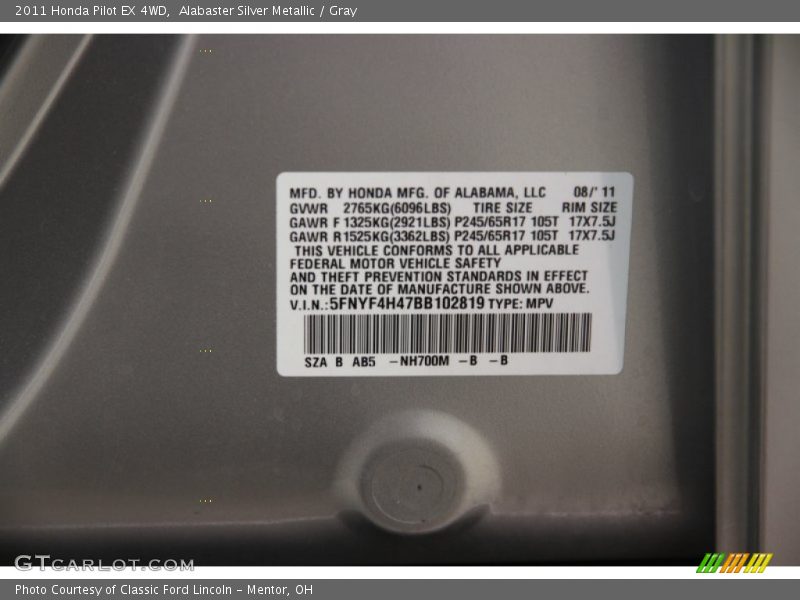 2011 Honda Pilot EX 4WD,  Alabaster Silver Metallic / Gray
MFD. BY HONDA MFG. OF ALABAMA, LLC 08/' 11
GVWR 2765KG(6096LBS) TIRE SIZE RIM SIZE
GAWR F 1325KG(2921LBS) P245/65R17 105T 17X7.5J
GAWR R1525KG(3362LBS) P245/65R17 105T 17X7.5J
THIS VEHICLE CONFORMS TO ALL APPLICABLE
FEDERAL MOTOR VEHICLE SAFETY
AND THEFT PREVENTION STANDARDS IN EFFECT
ON THE DATE OF MANUFACTURE SHOWN ABOVE.
V.I.N.:5FNYF4H47BB102819 TYPE: MPV
SZA B AB5 -NH700M -B -B
GTCARLOT.COM
Photo Courtesy of Classic Ford Lincoln - Mentor, OH